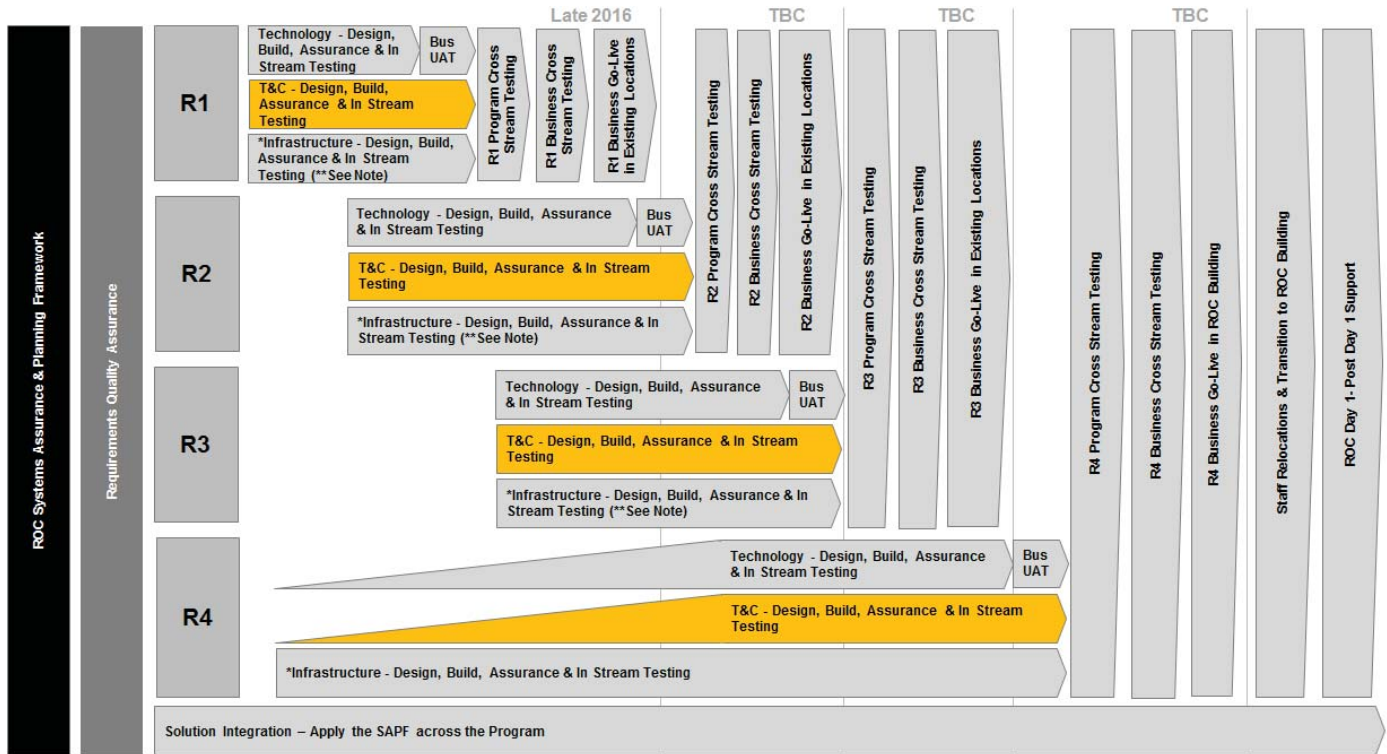 Late 2016
TBC
TBC
TBC
ROC Systems Assurance & Planning Framework
Requirements Quality Assurance
R1
Technology - Design,
Build, Assurance & In
Stream Testing
Bus
UAT
T&C - Design, Build,
Assurance & In Stream
Testing
*Infrastructure - Design, Build,
Assurance & In Stream
Testing (**See Note)
R1 Program Cross
Stream Testing
R1 Business Cross
Stream Testing
R1 Business Go-Live
in Existing Locations
R2
Technology - Design, Build, Assurance
& In Stream Testing
Bus
UAT
T&C - Design, Build, Assurance & In Stream
Testing
*Infrastructure - Design, Build, Assurance & In
Stream Testing (**See Note)
R2 Program Cross Stream Testing
R2 Business Cross Stream Testing
R2 Business Go-Live in Existing Locations
R3
Technology - Design, Build, Assurance
& In Stream Testing
Bus
UAT
T&C - Design, Build, Assurance & In Stream
Testing
*Infrastructure - Design, Build, Assurance & In
Stream Testing (**See Note)
R3 Program Cross Stream Testing
R3 Business Cross Stream Testing
R3 Business Go-Live in Existing Locations
R4
Technology - Design, Build, Assurance
& In Stream Testing
Bus
UAT
T&C - Design, Build, Assurance & In Stream
Testing
*Infrastructure - Design, Build, Assurance & In Stream Testing
R4 Program Cross Stream Testing
R4 Business Cross Stream Testing
R4 Business Go-Live in ROC Building
Staff Relocations & Transition to ROC Building
ROC Day 1- Post Day 1 Support
Solution Integration – Apply the SAPF across the Program